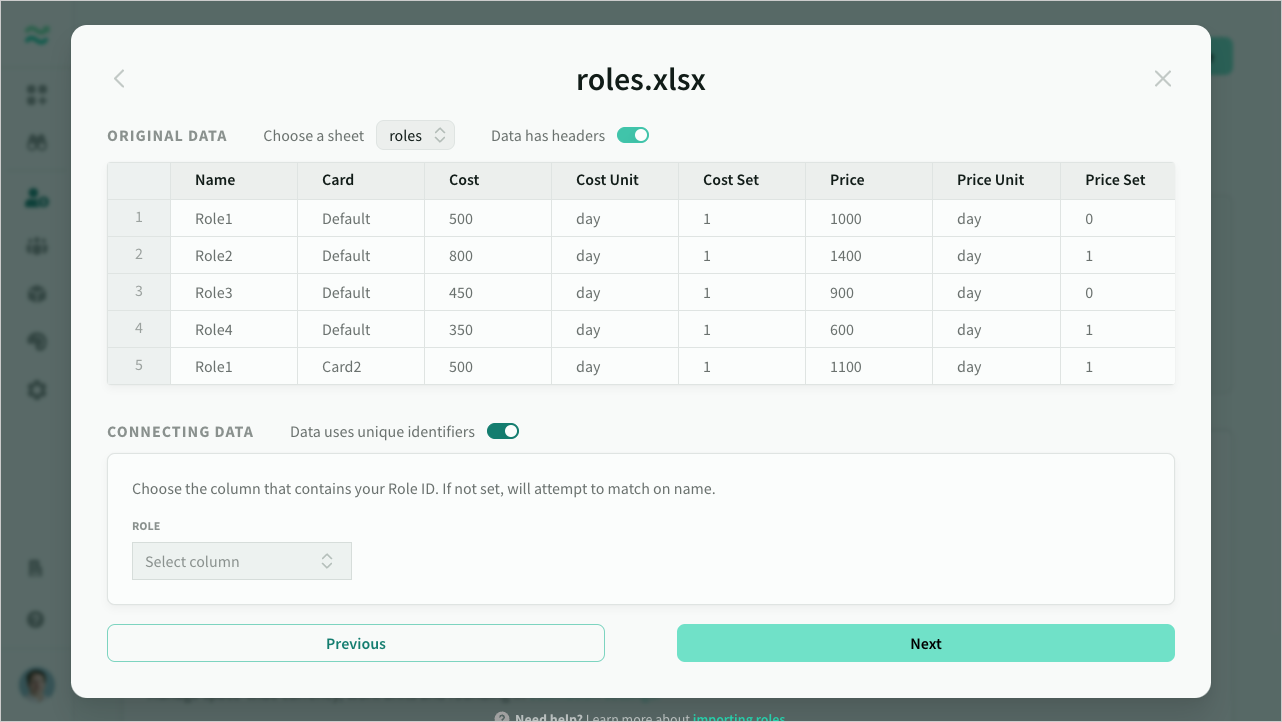 roles.xlsx
ORIGINAL DATA Choose a sheet roles Data has headers
Name Card Cost Cost Unit Cost Set Price Price Unit Price Set
1 Role1 Default 500 day 1 1000 day 0
2 Role2 Default 800 day 1 1400 day 1
3 Role3 Default 450 day 1 900 day 0
4 Role4 Default 350 day 1 600 day 1
5 Role1 Card2 500 day 1 1100 day 1
CONNECTING DATA Data uses unique identifiers
Choose the column that contains your Role ID. If not set, will attempt to match on name.
ROLE
Select column
Previous Next
Need help? Learn more about importing roles